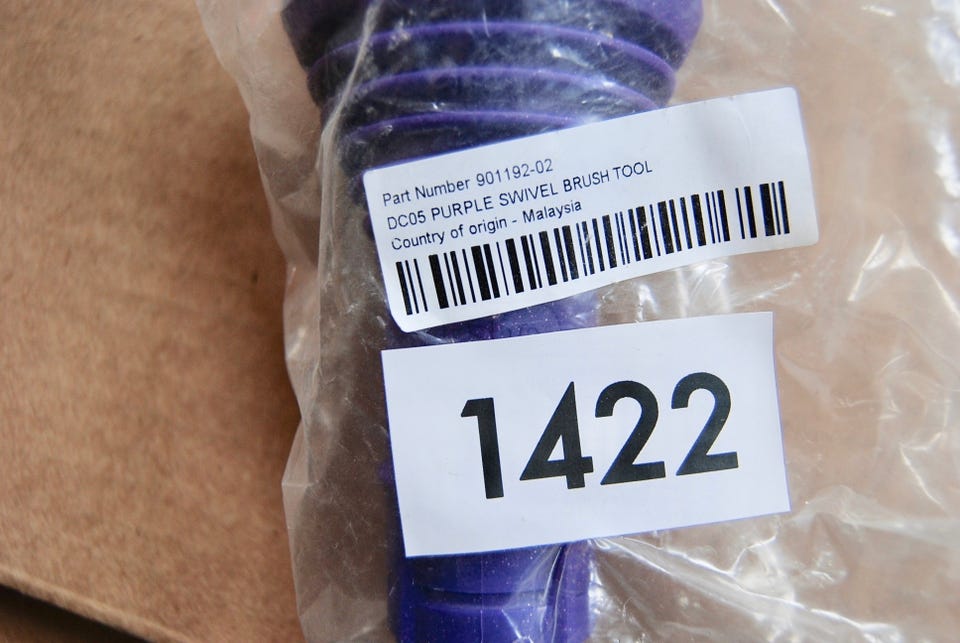 Part Number 901192-02
DC05 PURPLE SWIVEL BRUSH TOOL
Country of origin - Malaysia
1422